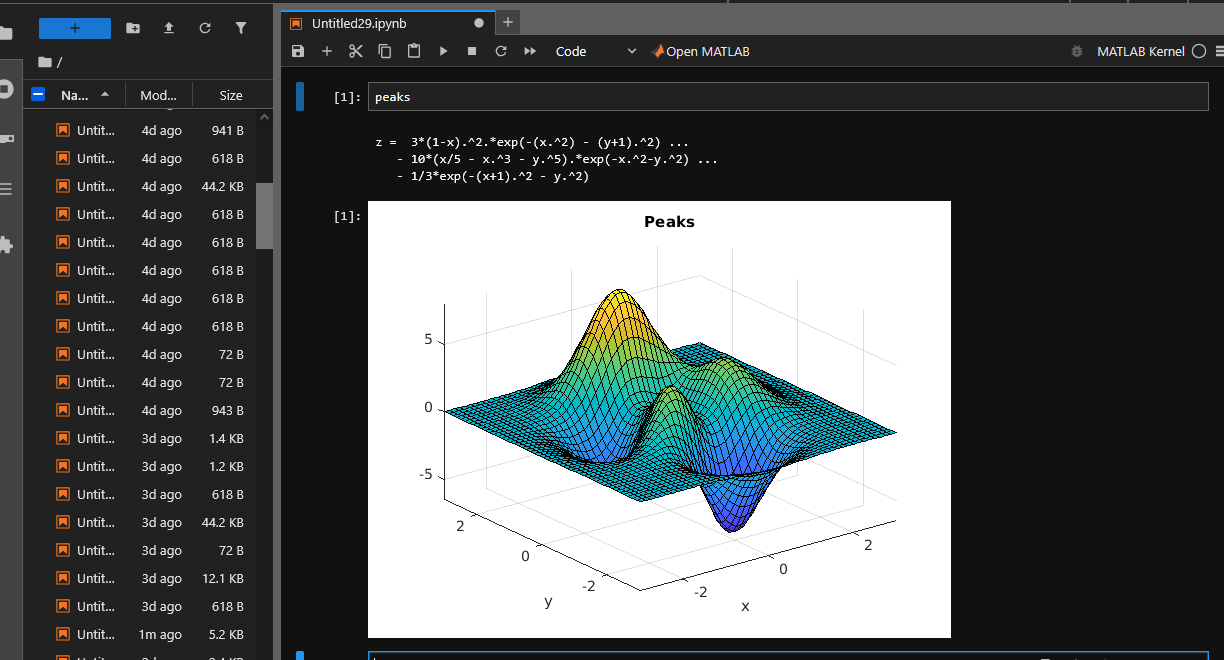 Untitled29.ipynb
Code
Open MATLAB
MATLAB Kernel
/
Na...
Mod...
Size
Untit... 4d ago 941 B
Untit... 4d ago 618 B
Untit... 4d ago 44.2 KB
Untit... 4d ago 618 B
Untit... 4d ago 618 B
Untit... 4d ago 618 B
Untit... 4d ago 618 B
Untit... 4d ago 618 B
Untit... 4d ago 72 B
Untit... 4d ago 72 B
Untit... 4d ago 943 B
Untit... 3d ago 1.4 KB
Untit... 3d ago 1.2 KB
Untit... 3d ago 618 B
Untit... 3d ago 44.2 KB
Untit... 3d ago 72 B
Untit... 3d ago 12.1 KB
Untit... 3d ago 618 B
Untit... 1m ago 5.2 KB
[1]: peaks
z =  3*(1-x).^2.*exp(-(x.^2) - (y+1).^2) ...
   - 10*(x/5 - x.^3 - y.^5).*exp(-x.^2-y.^2) ...
   - 1/3*exp(-(x+1).^2 - y.^2)
[1]:
Peaks
5
0
-5
2
0
-2
y
-2
0
2
x